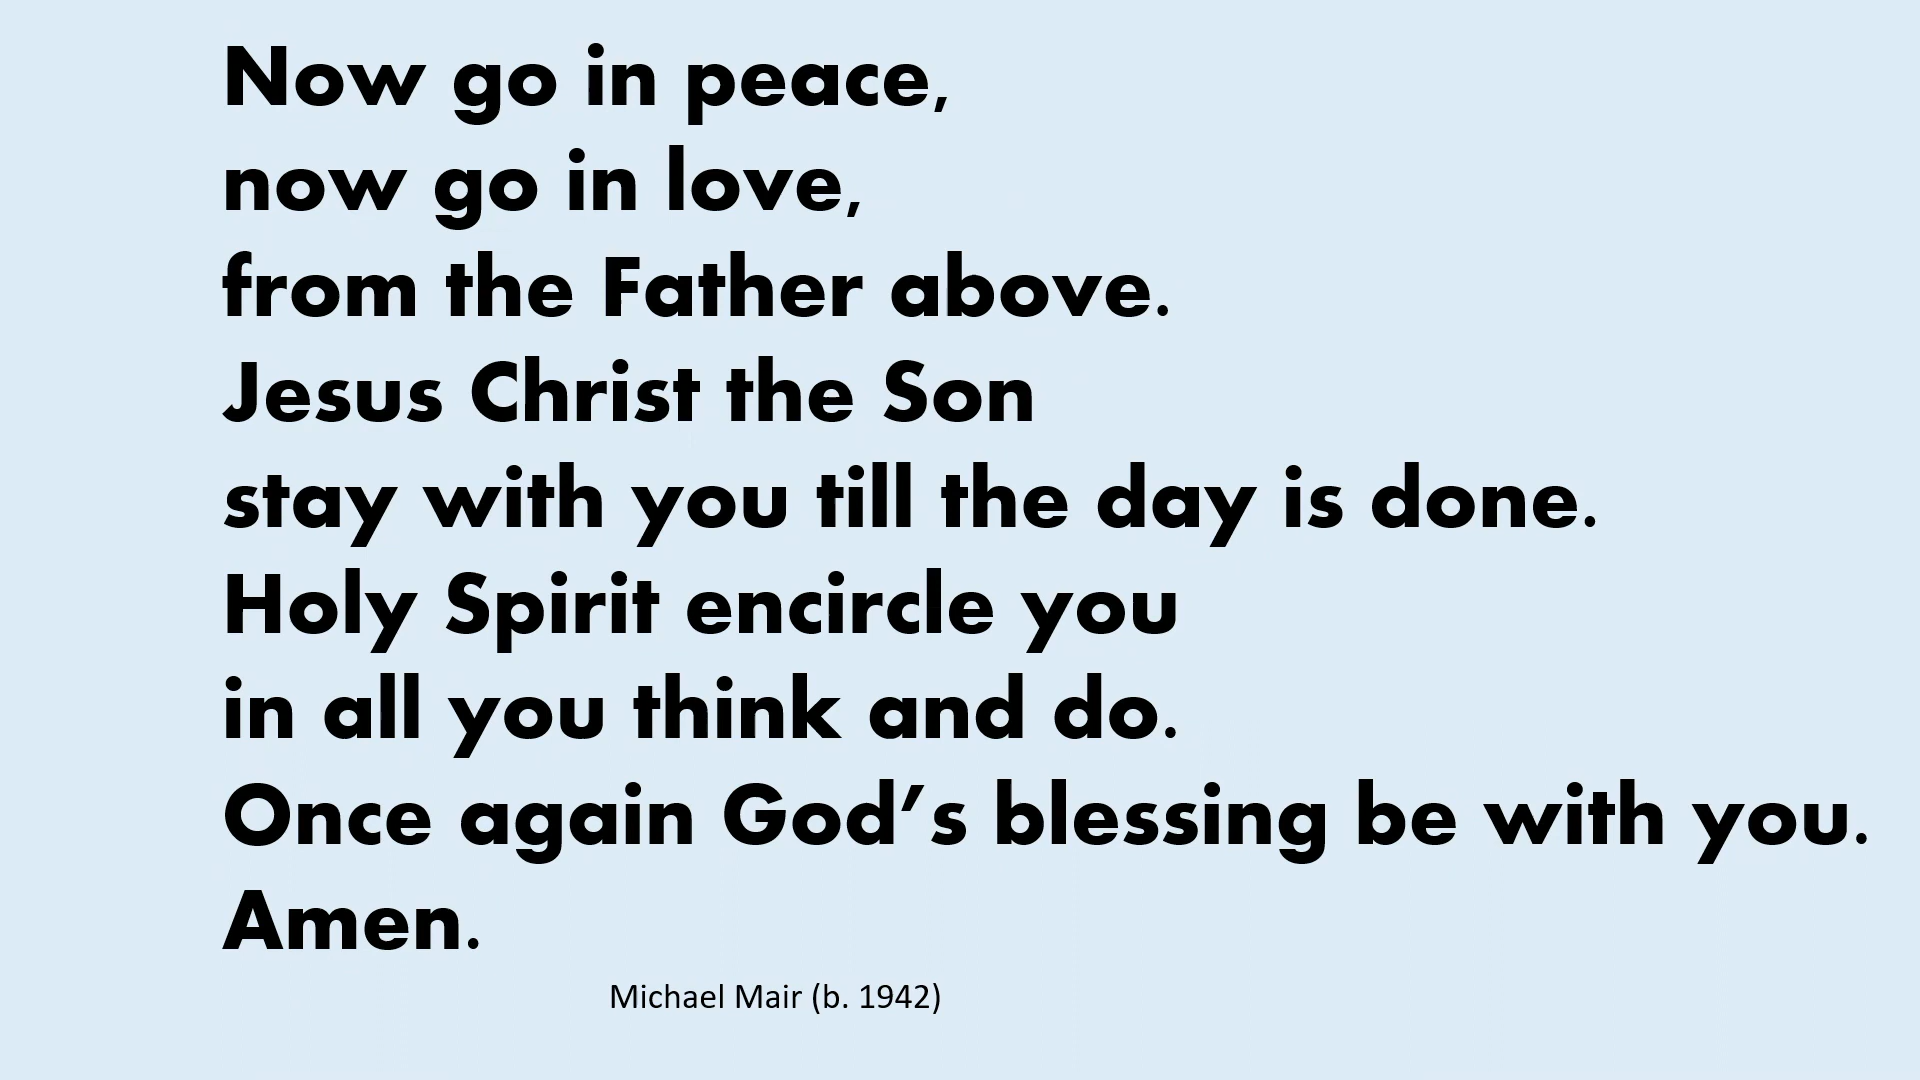 Now go in peace,
now go in love,
from the Father above.
Jesus Christ the Son
stay with you till the day is done.
Holy Spirit encircle you
in all you think and do.
Once again God’s blessing be with you.
Amen.
Michael Mair (b. 1942)